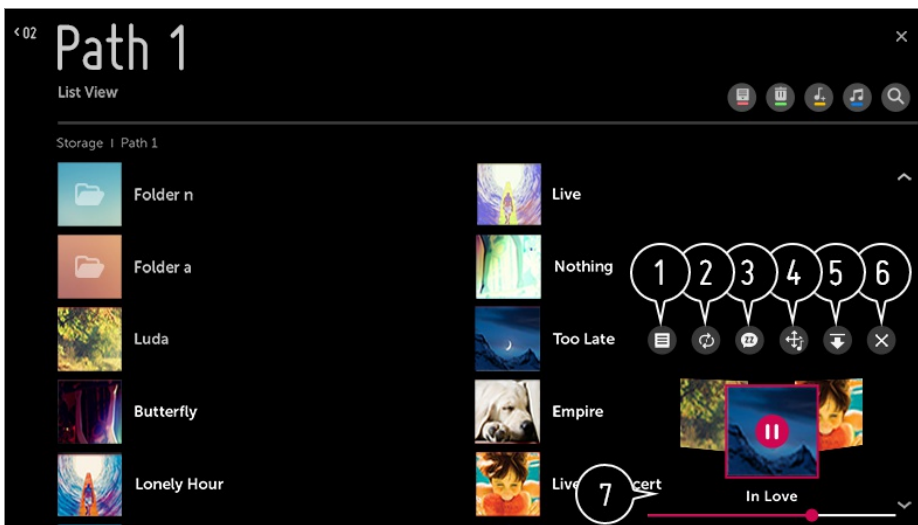 02
Path 1
List View
Storage | Path 1
Folder n
Live
Folder a
Nothing
1 2 3 4 5 6
Luda
Too Late
zz
Butterfly
Empire
Lonely Hour
7
In Love